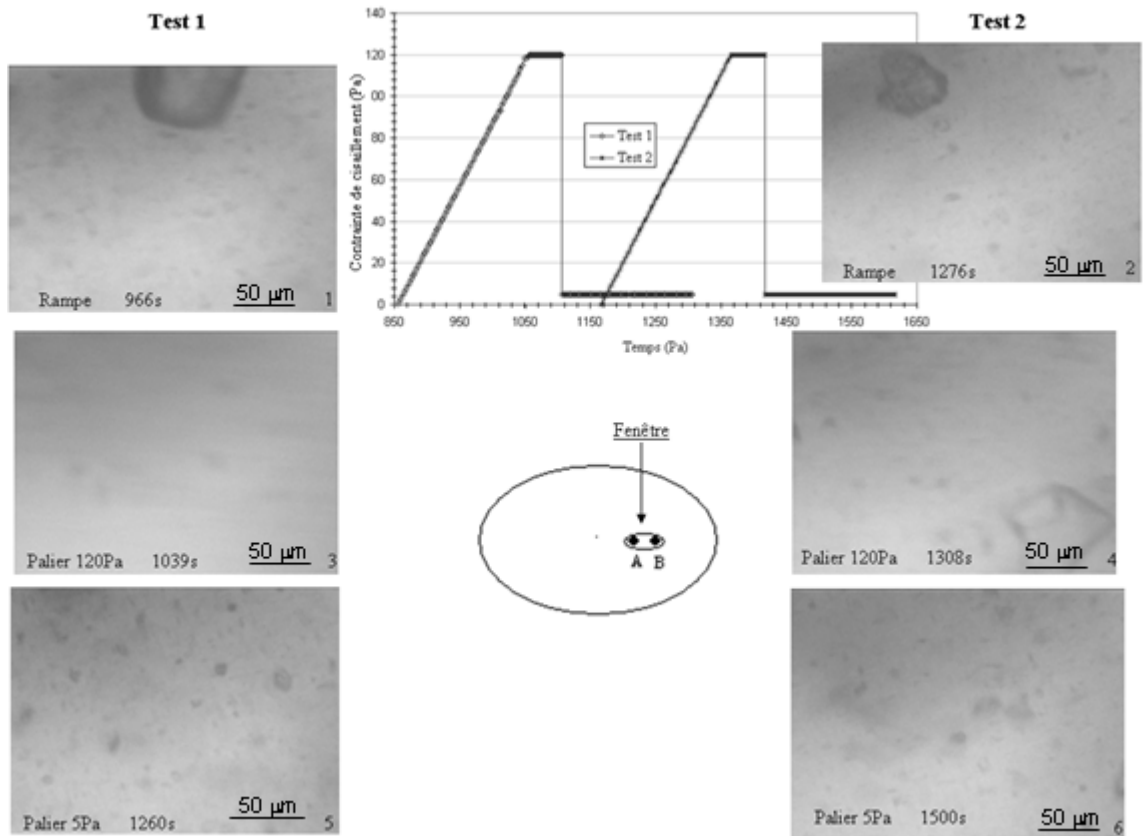 Test 1
Test 2
Contrainte de cisaillement (Pa)
140
120
100
80
60
40
20
0
850
950
1050
1150
1250
1350
1450
1550
1650
Temps (Pa)
Test 1
Test 2
Rampe 966s 50 µm 1
Rampe 1276s 50 µm 2
Palier 120Pa 1039s 50 µm 3
Palier 120Pa 1308s 50 µm 4
Fenêtre
A B
Palier 5Pa 1260s 50 µm 5
Palier 5Pa 1500s 50 µm 6